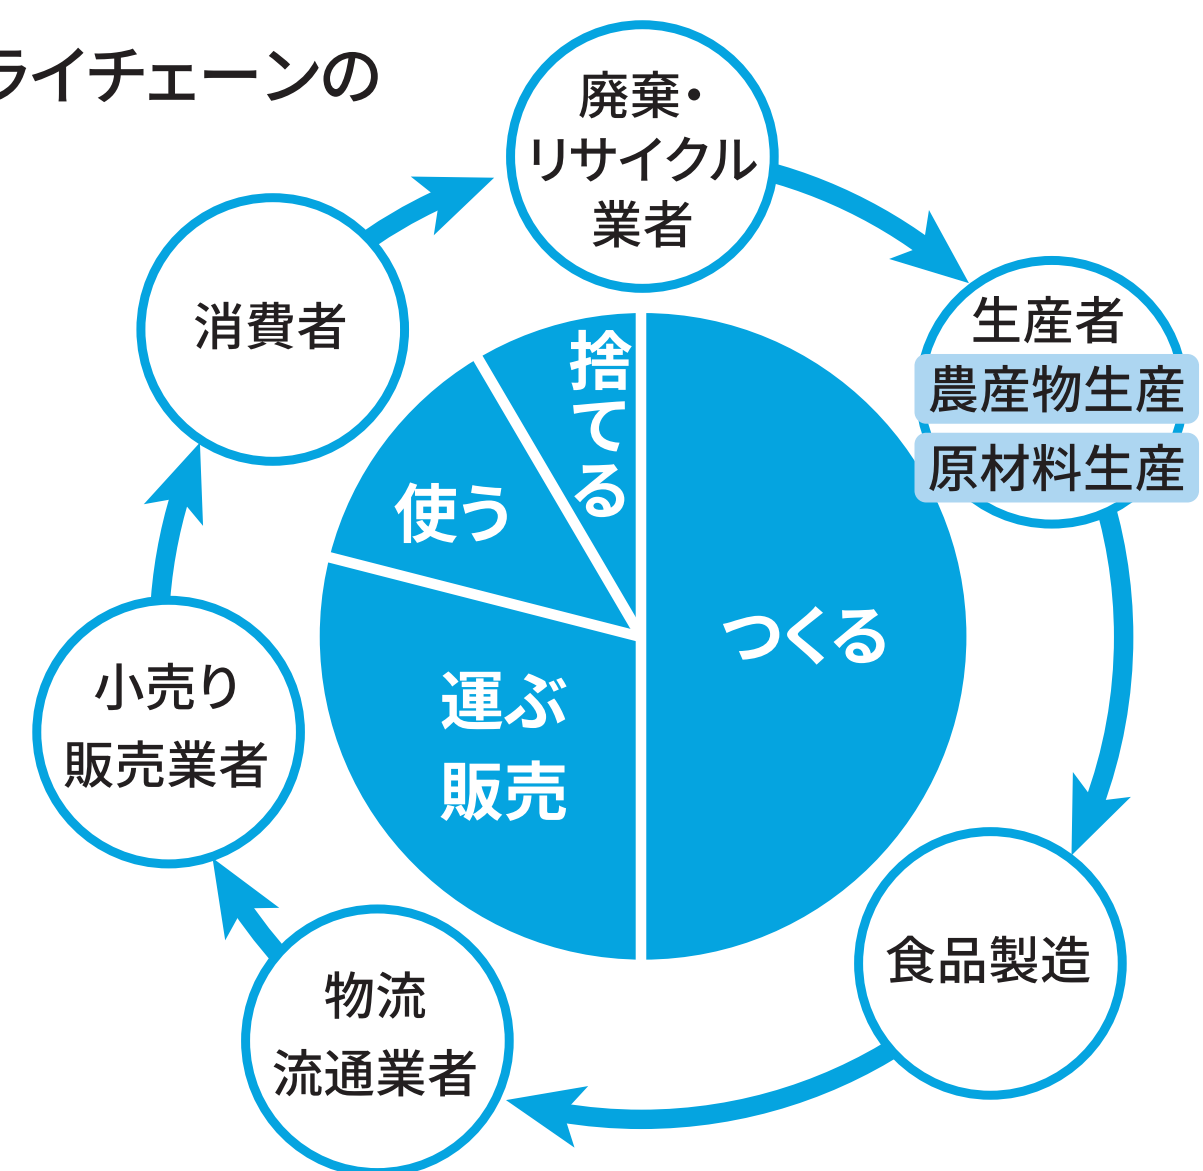 ライチェーンの
廃棄・
リサイクル
業者
生産者
農産物生産
原材料生産
食品製造
物流
流通業者
小売り
販売業者
消費者
つくる
運ぶ
販売
使う
捨てる